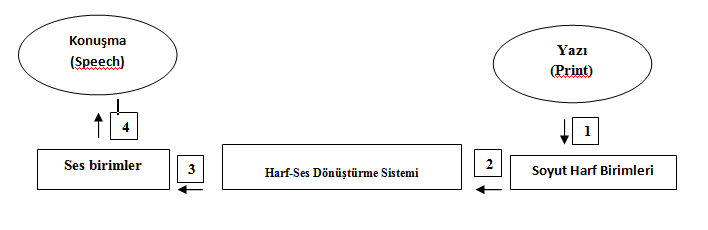 Konuşma
(Speech)
Yazı
(Print)
4
1
Ses birimler
3
Harf-Ses Dönüştürme Sistemi
2
Soyut Harf Birimleri